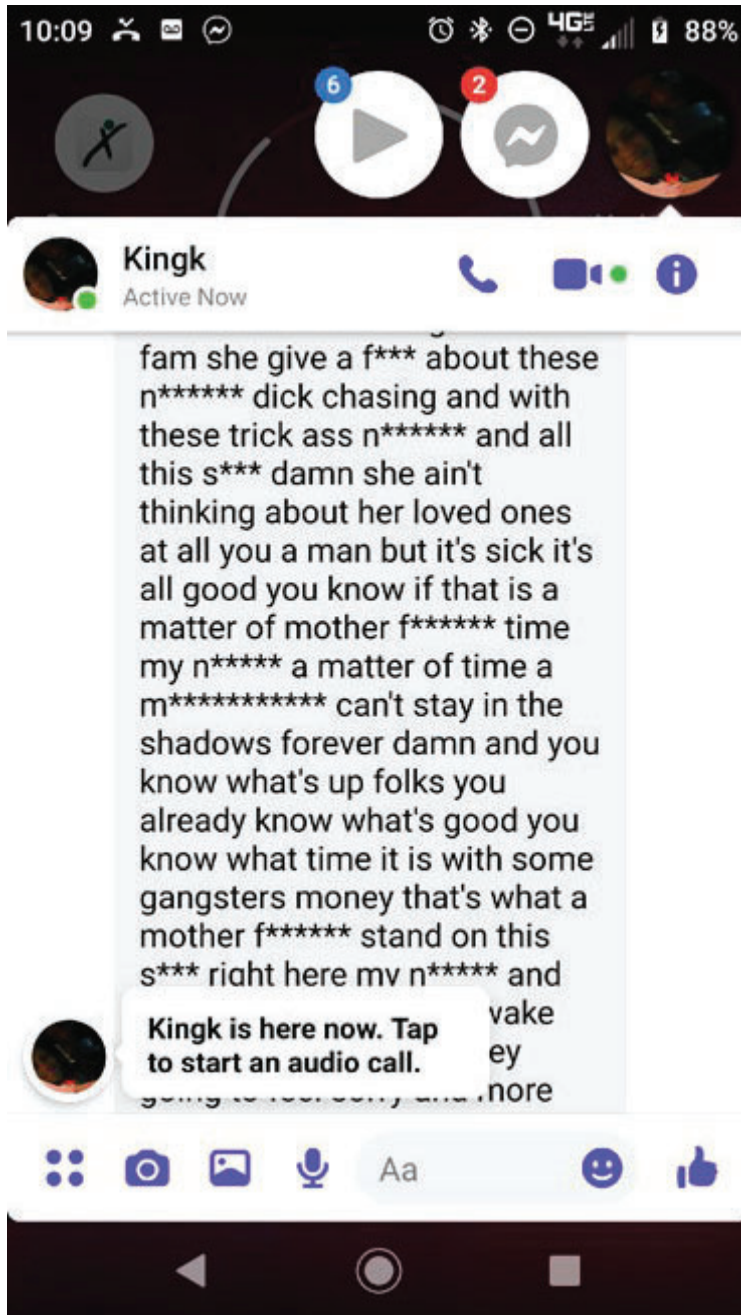 10:09 4GE 88%
6 2
Kingk
Active Now
fam she give a f*** about these
n****** dick chasing and with
these trick ass n****** and all
this s*** damn she ain't
thinking about her loved ones
at all you a man but it's sick it's
all good you know if that is a
matter of mother f****** time
my n***** a matter of time a
m*********** can't stay in the
shadows forever damn and you
know what's up folks you
already know what's good you
know what time it is with some
gangsters money that's what a
mother f****** stand on this
s*** right here my n***** and
Kingk is here now. Tap
to start an audio call.
more
Aa